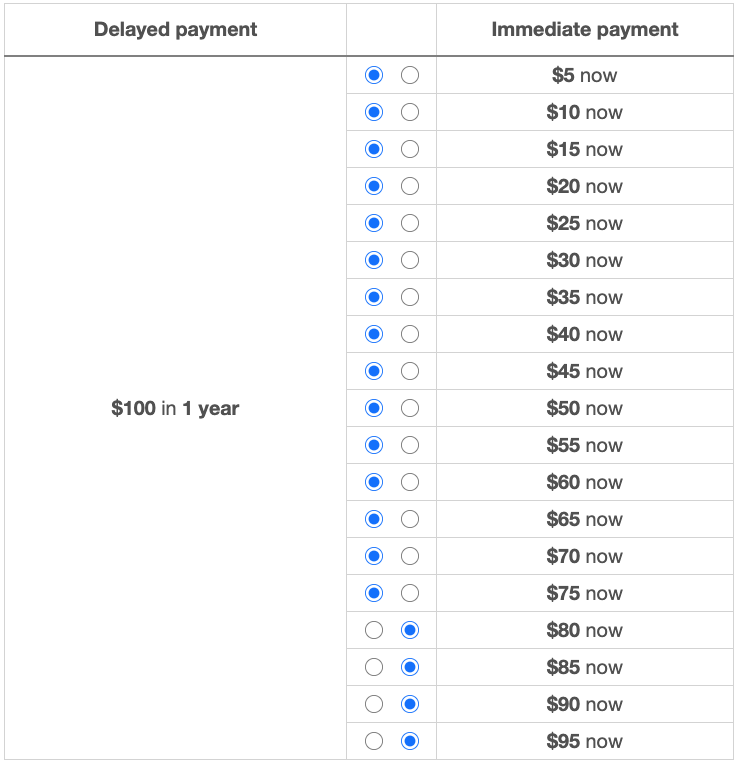 Delayed payment Immediate payment
$5 now
$10 now
$15 now
$20 now
$25 now
$30 now
$35 now
$40 now
$45 now
$100 in 1 year $50 now
$55 now
$60 now
$65 now
$70 now
$75 now
$80 now
$85 now
$90 now
$95 now